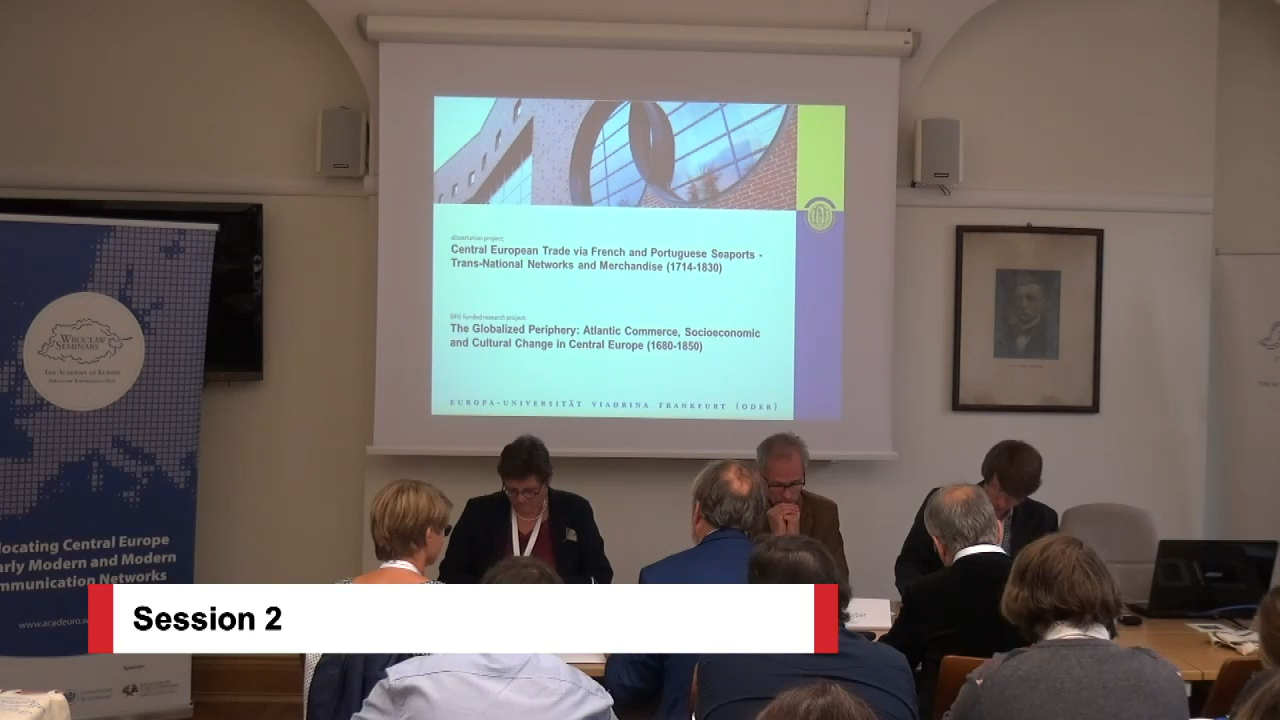 dissertation project:
Central European Trade via French and Portuguese Seaports -
Trans-National Networks and Merchandise (1714-1830)
DFG funded research project:
The Globalized Periphery: Atlantic Commerce, Socioeconomic
and Cultural Change in Central Europe (1680-1850)
EUROPA-UNIVERSITÄT VIADRINA FRANKFURT (ODER)
WROCŁAW
SEMINARS
THE ACADEMY OF EUROPE
WROCŁAW KNOWLEDGE HUB
locating Central Europe
arly Modern and Modern
mmunication Networks
www.acadeuro.w
Session 2